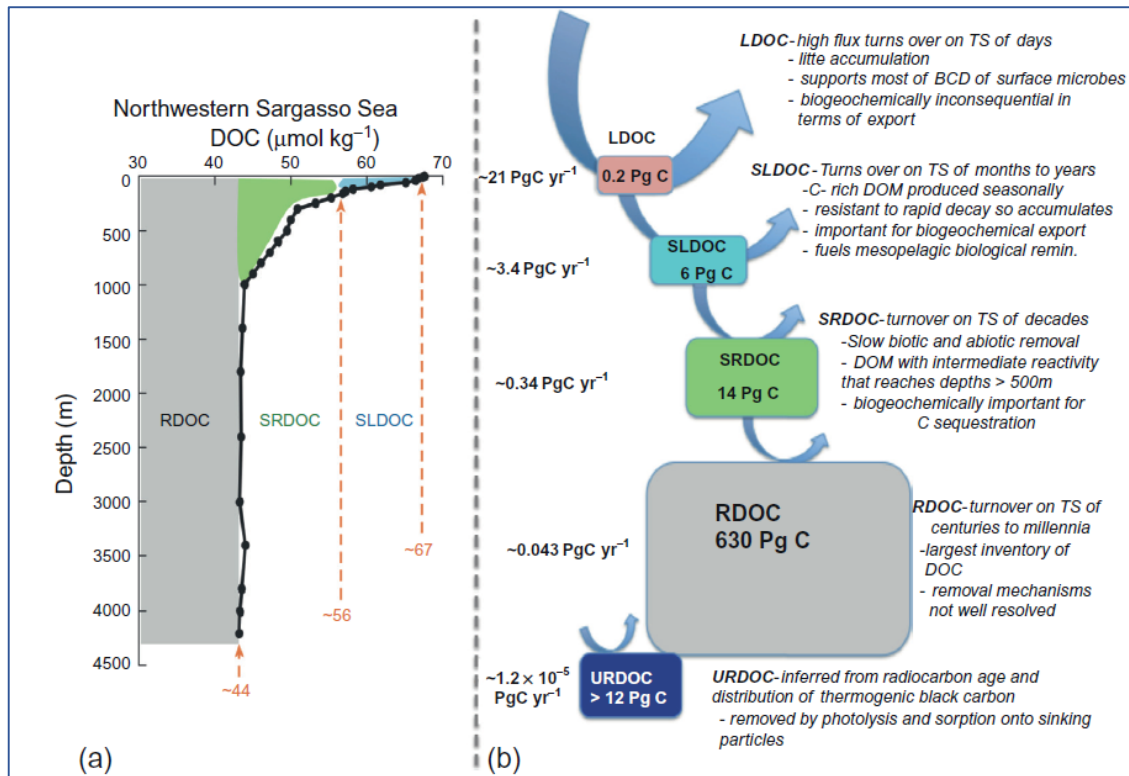 Northwestern Sargasso Sea
DOC (μmol kg⁻¹)
30 40 50 60 70
0
500
1000
1500
2000
2500
3000
3500
4000
4500
Depth (m)
RDOC
SRDOC
SLDOC
~67
~56
~44
(a)
LDOC-high flux turns over on TS of days
- litte accumulation
- supports most of BCD of surface microbes
- biogeochemically inconsequential in
terms of export
LDOC
~21 PgC yr⁻¹
0.2 Pg C
SLDOC-Turns over on TS of months to years
-C- rich DOM produced seasonally
- resistant to rapid decay so accumulates
- important for biogeochemical export
- fuels mesopelagic biological remin.
SLDOC
6 Pg C
~3.4 PgC yr⁻¹
SRDOC-turnover on TS of decades
-Slow biotic and abiotic removal
- DOM with intermediate reactivity
that reaches depths > 500m
- biogeochemically important for
C sequestration
SRDOC
14 Pg C
~0.34 PgC yr⁻¹
RDOC
630 Pg C
~0.043 PgC yr⁻¹
RDOC-turnover on TS of
centuries to millennia
-largest inventory of
DOC
- removal mechanisms
not well resolved
~1.2 × 10⁻⁵
PgC yr⁻¹
URDOC
> 12 Pg C
URDOC-inferred from radiocarbon age and
distribution of thermogenic black carbon
- removed by photolysis and sorption onto sinking
particles
(b)